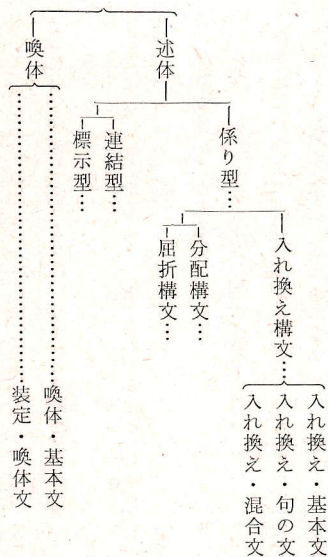 述体
係り型…
入れ換え構文…
入れ換え・基本文
入れ換え・句の文
入れ換え・混合文
分配構文…
屈折構文…
連結型…
標示型…
喚体
喚体・基本文
装定・喚体文